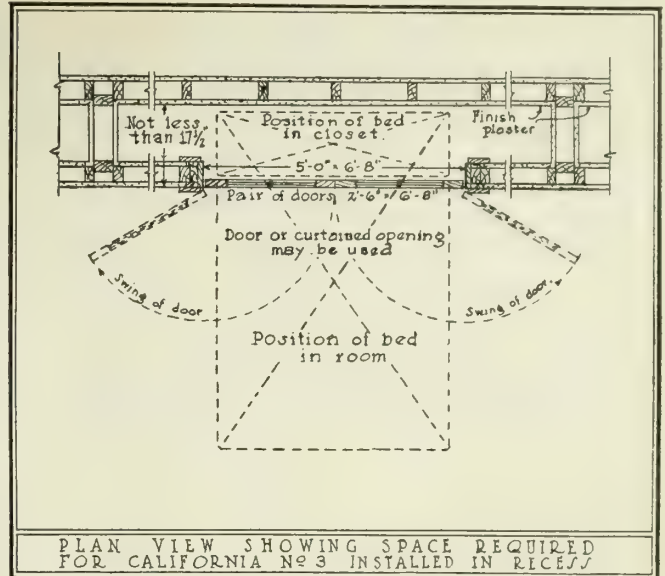 Not less
than 17½"
Position of bed
in closet.
Finish
plaster
5'-0" = 6'-8"
Pair of doors, 2'-6" = 6'-8"
Door or curtained opening
may be used
Swing of door
Swing of door.
Position of bed
in room
PLAN VIEW SHOWING SPACE REQUIRED
FOR CALIFORNIA Nº 3 INSTALLED IN RECESS